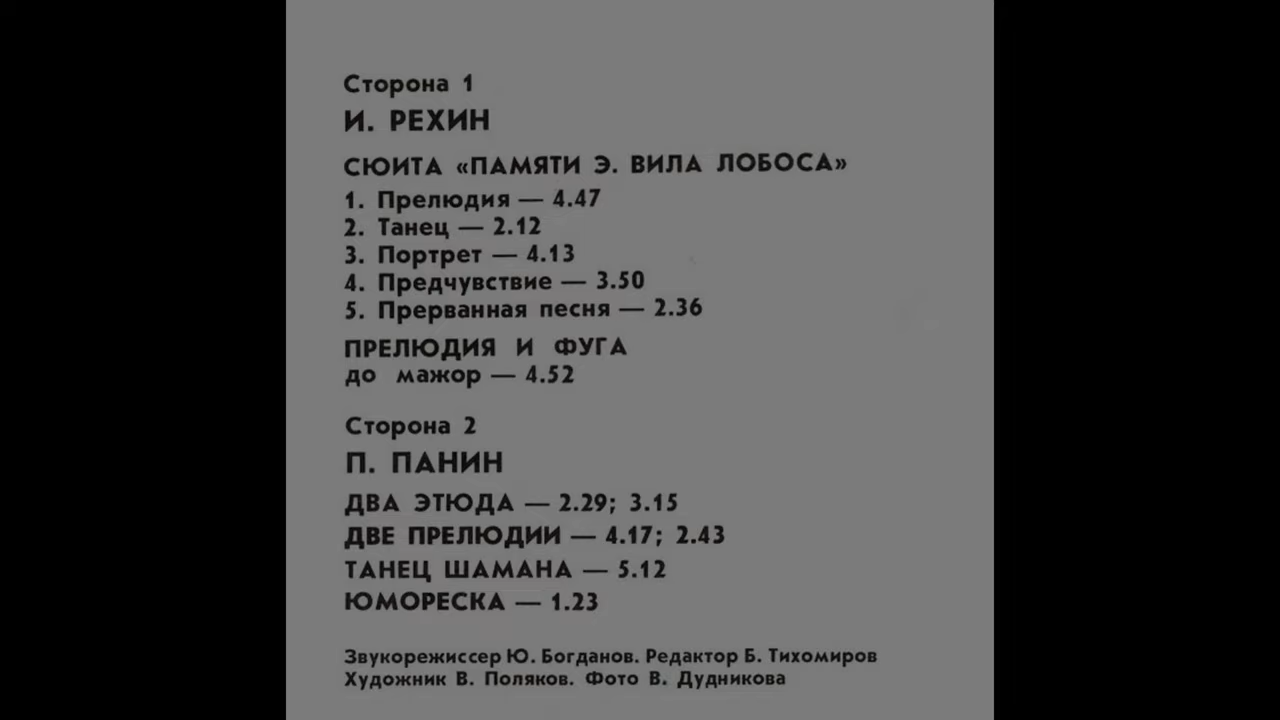 Сторона 1
И. РЕХИН
СЮИТА «ПАМЯТИ Э. ВИЛА ЛОБОСА»
1. Прелюдия — 4.47
2. Танец — 2.12
3. Портрет — 4.13
4. Предчувствие — 3.50
5. Прерванная песня — 2.36
ПРЕЛЮДИЯ И ФУГА
до мажор — 4.52
Сторона 2
П. ПАНИН
ДВА ЭТЮДА — 2.29; 3.15
ДВЕ ПРЕЛЮДИИ — 4.17; 2.43
ТАНЕЦ ШАМАНА — 5.12
ЮМОРЕСКА — 1.23
Звукорежиссер Ю. Богданов. Редактор Б. Тихомиров
Художник В. Поляков. Фото В. Дудникова